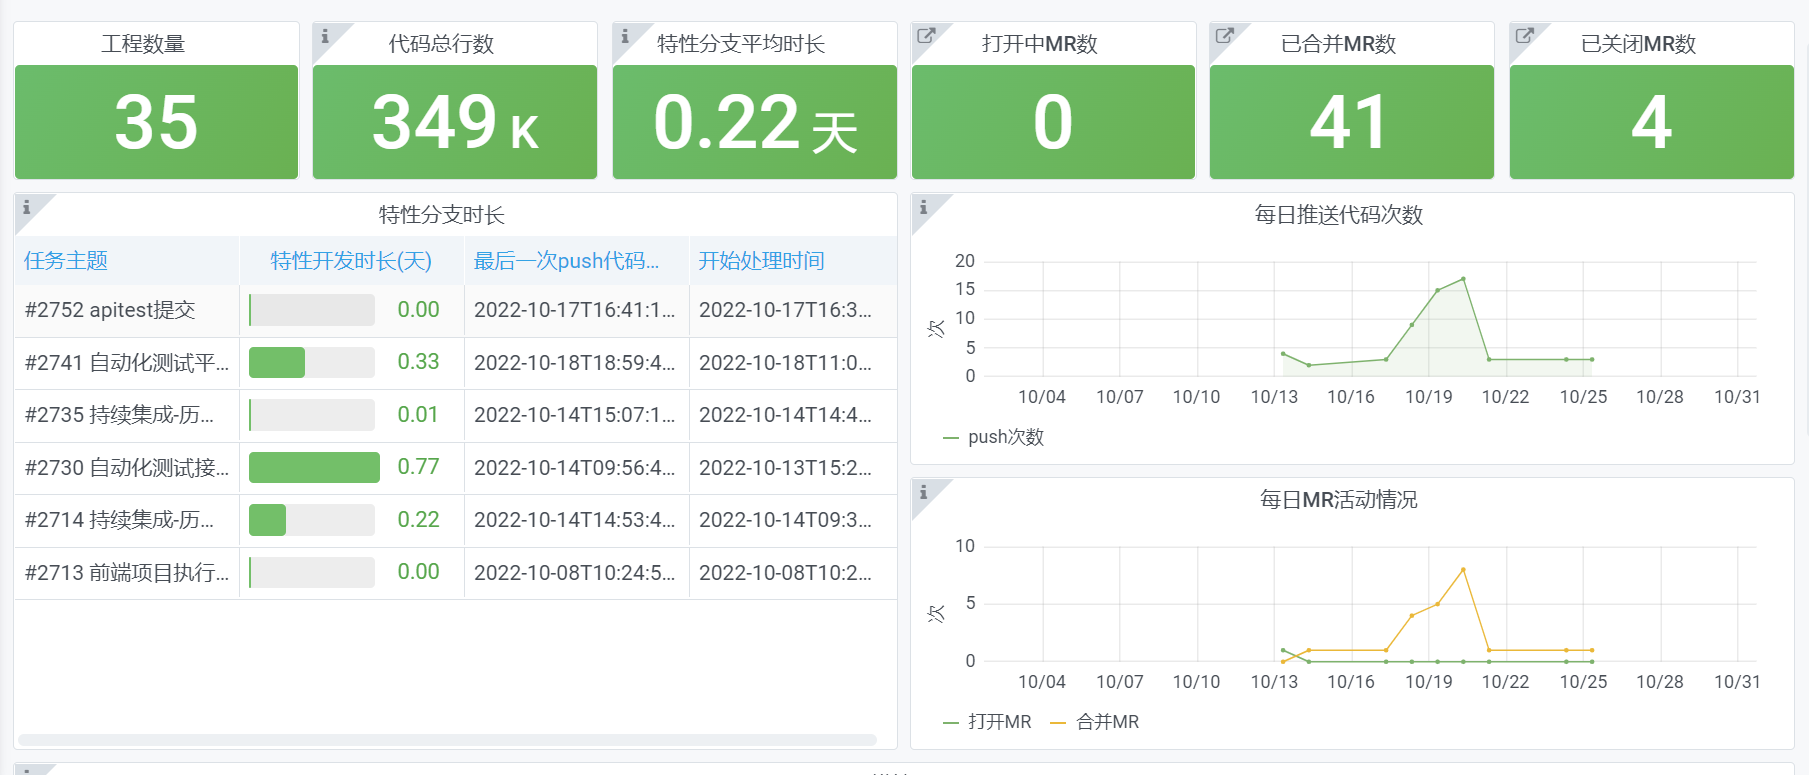 工程数量
35
代码总行数
349 K
特性分支平均时长
0.22 天
打开中MR数
0
已合并MR数
41
已关闭MR数
4
特性分支时长
任务主题 特性开发时长(天) 最后一次push代码... 开始处理时间
#2752 apitest提交 0.00 2022-10-17T16:41:1... 2022-10-17T16:3...
#2741 自动化测试平... 0.33 2022-10-18T18:59:4... 2022-10-18T11:0...
#2735 持续集成-历... 0.01 2022-10-14T15:07:1... 2022-10-14T14:4...
#2730 自动化测试接... 0.77 2022-10-14T09:56:4... 2022-10-13T15:2...
#2714 持续集成-历... 0.22 2022-10-14T14:53:4... 2022-10-14T09:3...
#2713 前端项目执行... 0.00 2022-10-08T10:24:5... 2022-10-08T10:2...
每日推送代码次数
次
20
15
10
5
0
10/04 10/07 10/10 10/13 10/16 10/19 10/22 10/25 10/28 10/31
push次数
每日MR活动情况
次
10
5
0
10/04 10/07 10/10 10/13 10/16 10/19 10/22 10/25 10/28 10/31
打开MR 合并MR